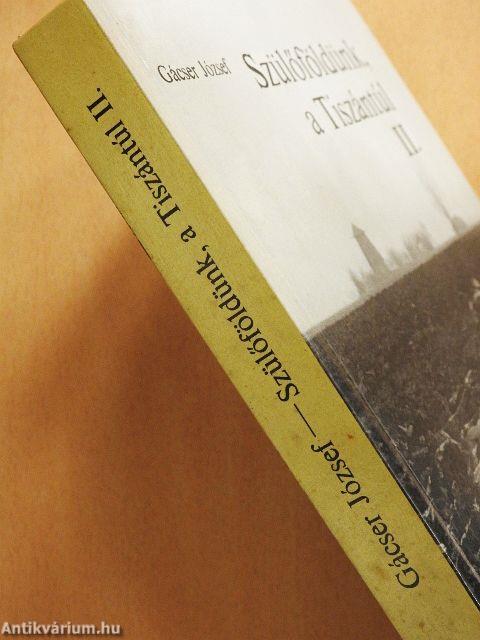 Gácser József
Szülőföldünk,
a Tiszántúl
II.
Gácser József — Szülőföldünk, a Tiszántúl II.
Antikvárium.hu